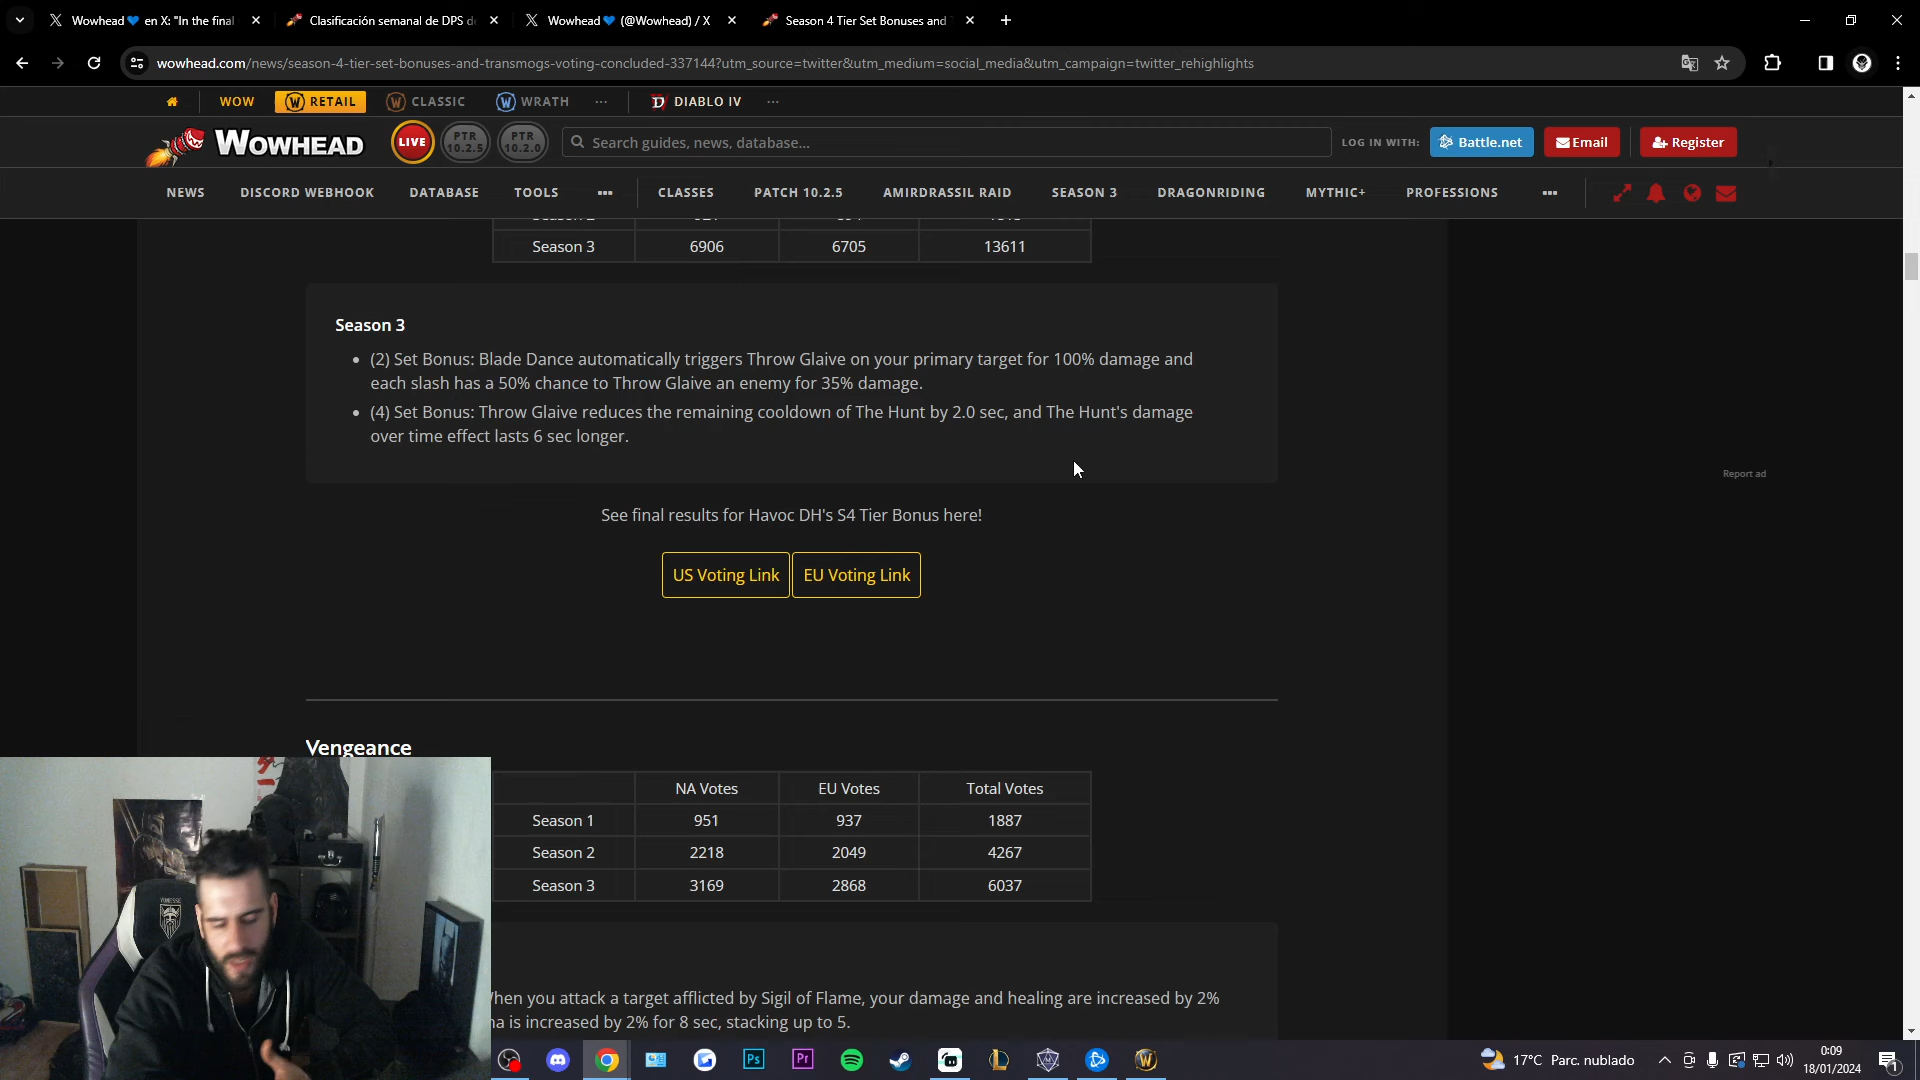 Wowhead💙 en X: "In the final
Clasificación semanal de DPS de
Wowhead💙 (@Wowhead) / X
Season 4 Tier Set Bonuses and
wowhead.com/news/season-4-tier-set-bonuses-and-transmogs-voting-concluded-337144?utm_source=twitter&utm_medium=social_media&utm_campaign=twitter_rehighlights
WOW RETAIL CLASSIC WRATH ... DIABLO IV ...
WOWHEAD LIVE PTR 10.2.5 PTR 10.2.0 Search guides, news, database... LOG IN WITH: Battle.net Email Register
NEWS DISCORD WEBHOOK DATABASE TOOLS ... CLASSES PATCH 10.2.5 AMIRDRASSIL RAID SEASON 3 DRAGONRIDING MYTHIC+ PROFESSIONS ...
Season 3 6906 6705 13611
Season 3
• (2) Set Bonus: Blade Dance automatically triggers Throw Glaive on your primary target for 100% damage and
each slash has a 50% chance to Throw Glaive an enemy for 35% damage.
• (4) Set Bonus: Throw Glaive reduces the remaining cooldown of The Hunt by 2.0 sec, and The Hunt's damage
over time effect lasts 6 sec longer.
Report ad
See final results for Havoc DH's S4 Tier Bonus here!
US Voting Link EU Voting Link
Vengeance
NA Votes EU Votes Total Votes
Season 1 951 937 1887
Season 2 2218 2049 4267
Season 3 3169 2868 6037
When you attack a target afflicted by Sigil of Flame, your damage and healing are increased by 2%
is increased by 2% for 8 sec, stacking up to 5.
Ps Pr
17°C Parc. nublado
0:09
18/01/2024
1